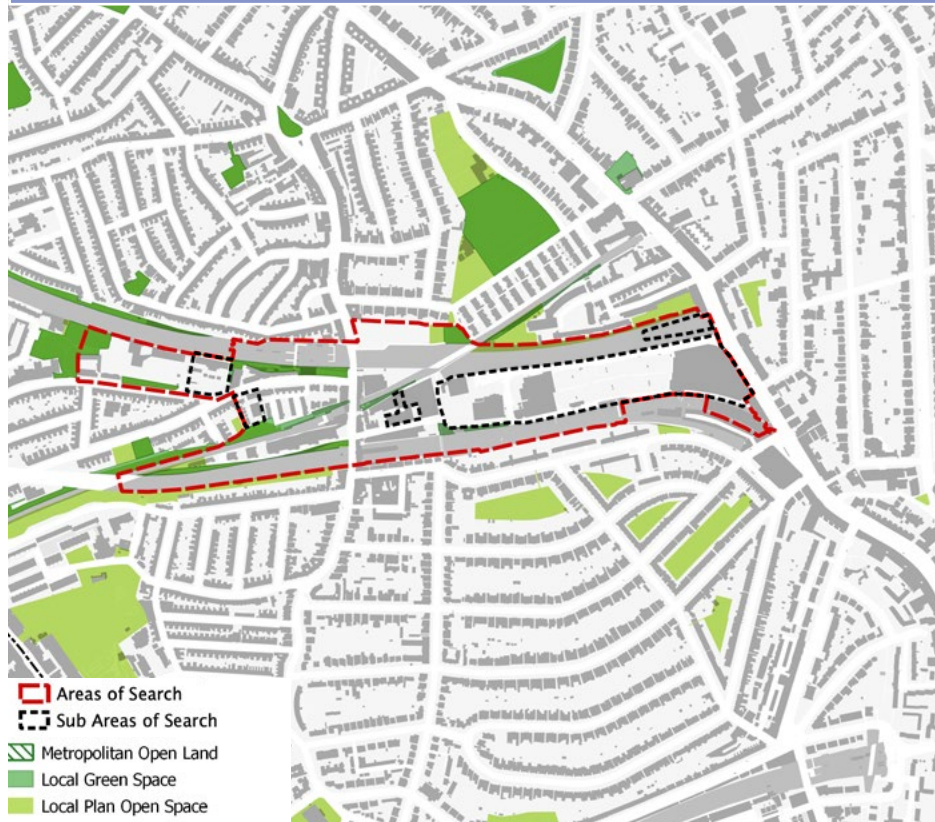 Areas of Search
Sub Areas of Search
Metropolitan Open Land
Local Green Space
Local Plan Open Space